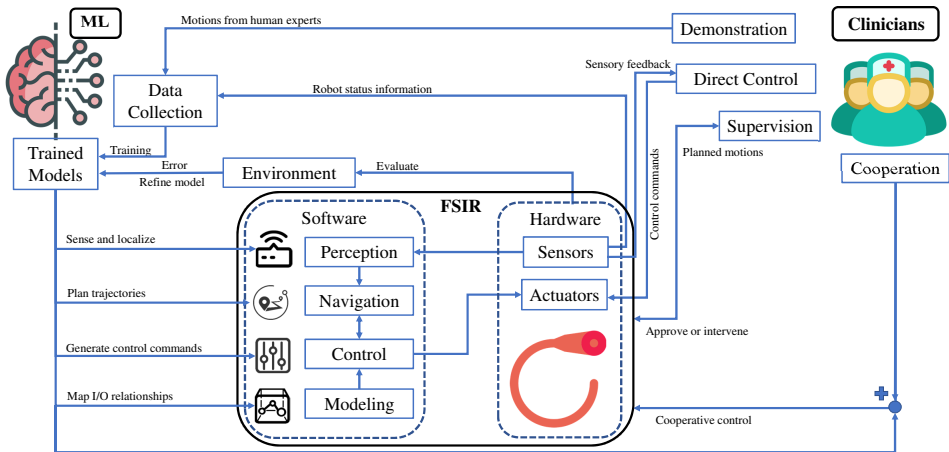 ML
Clinicians
Motions from human experts
Demonstration
Sensory feedback
Direct Control
Data
Collection
Robot status information
Supervision
Training
Planned motions
Trained
Models
Error
Refine model
Environment
Evaluate
Control commands
Cooperation
FSIR
Software
Hardware
Sense and localize
Perception
Sensors
Plan trajectories
Navigation
Actuators
Approve or intervene
Generate control commands
Control
Map I/O relationships
Modeling
Cooperative control